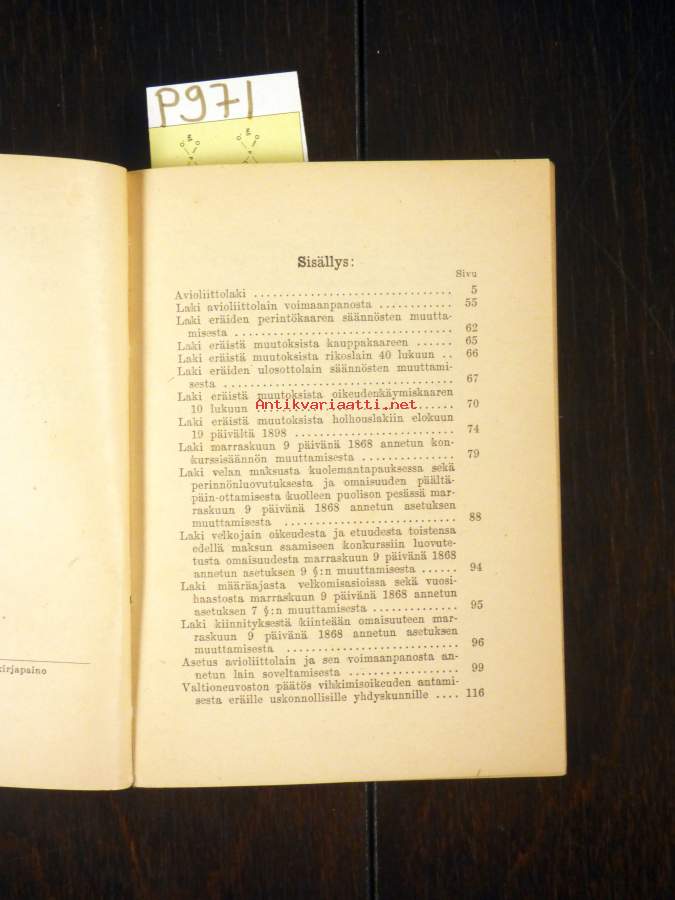 P971
Sisällys:
Sivu
Avioliittolaki ................................ 5
Laki avioliittolain voimaanpanosta ............ 55
Laki eräiden perintökaaren säännösten muutta-
misesta ................................... 62
Laki eräistä muutoksista kauppakaareen ...... 65
Laki eräistä muutoksista rikoslain 40 lukuun .. 66
Laki eräiden ulosottolain säännösten muuttami-
sesta ..................................... 67
Laki eräistä muutoksista oikeudenkäymiskaaren
10 lukuun ................................. 70
Antikvariaatti.net
Laki eräistä muutoksista holhouslakiin elokuun
19 päivältä 1898 .......................... 74
Laki marraskuun 9 päivänä 1868 annetun kon-
kurssisäännön muuttamisesta ............... 79
Laki velan maksusta kuolemantapauksessa sekä
perinnönluovutuksesta ja omaisuuden päältä-
päin-ottamisesta kuolleen puolison pesässä mar-
raskuun 9 päivänä 1868 annetun asetuksen
muuttamisesta ............................ 88
Laki velkojain oikeudesta ja etuudesta toistensa
edellä maksun saamiseen konkurssiin luovute-
tusta omaisuudesta marraskuun 9 päivänä 1868
annetun asetuksen 9 §:n muuttamisesta ...... 94
Laki määräajasta velkomisasioissa sekä vuosi-
haastosta marraskuun 9 päivänä 1868 annetun
asetuksen 7 §:n muuttamisesta .............. 95
Laki kiinnityksestä kiinteään omaisuuteen mar-
raskuun 9 päivänä 1868 annetun asetuksen
muuttamisesta ............................ 96
Asetus avioliittolain ja sen voimaanpanosta an-
netun lain soveltamisesta .................. 99
Valtioneuvoston päätös vihkimisoikeuden antami-
sesta eräille uskonnollisille yhdyskunnille .... 116
kirjapaino